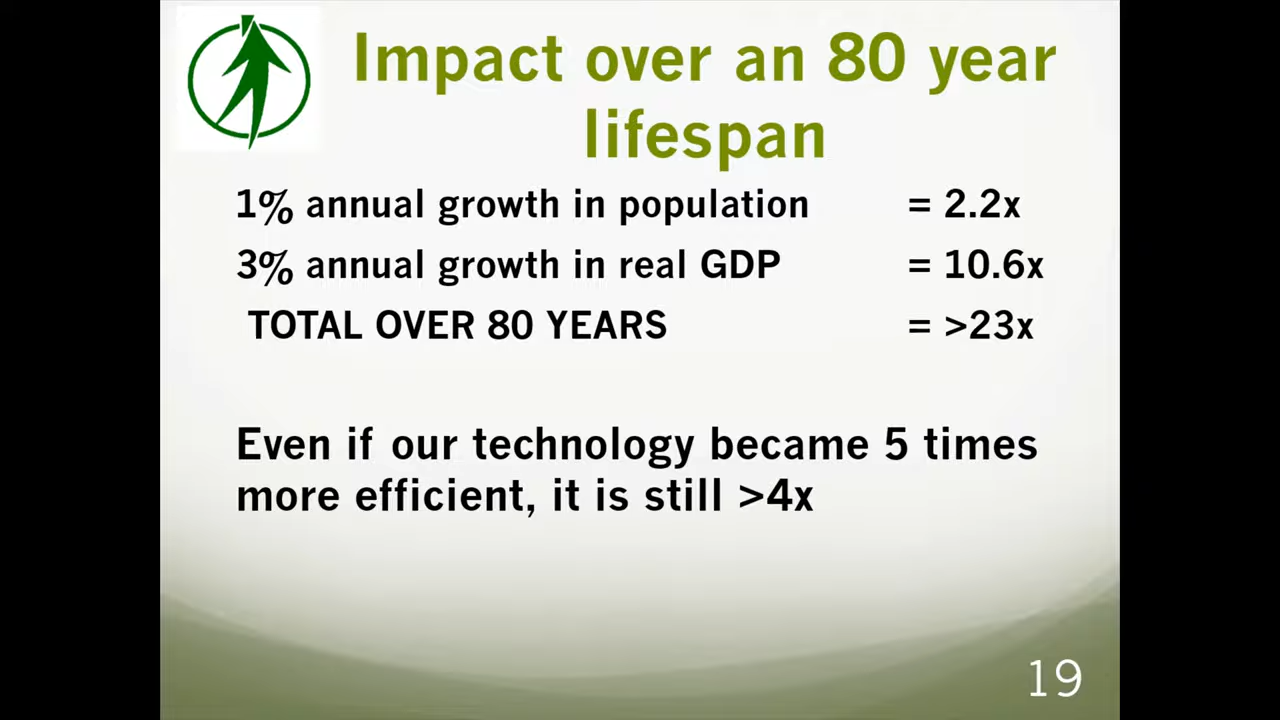 Impact over an 80 year
lifespan
1% annual growth in population = 2.2x
3% annual growth in real GDP = 10.6x
TOTAL OVER 80 YEARS = >23x
Even if our technology became 5 times
more efficient, it is still >4x
19